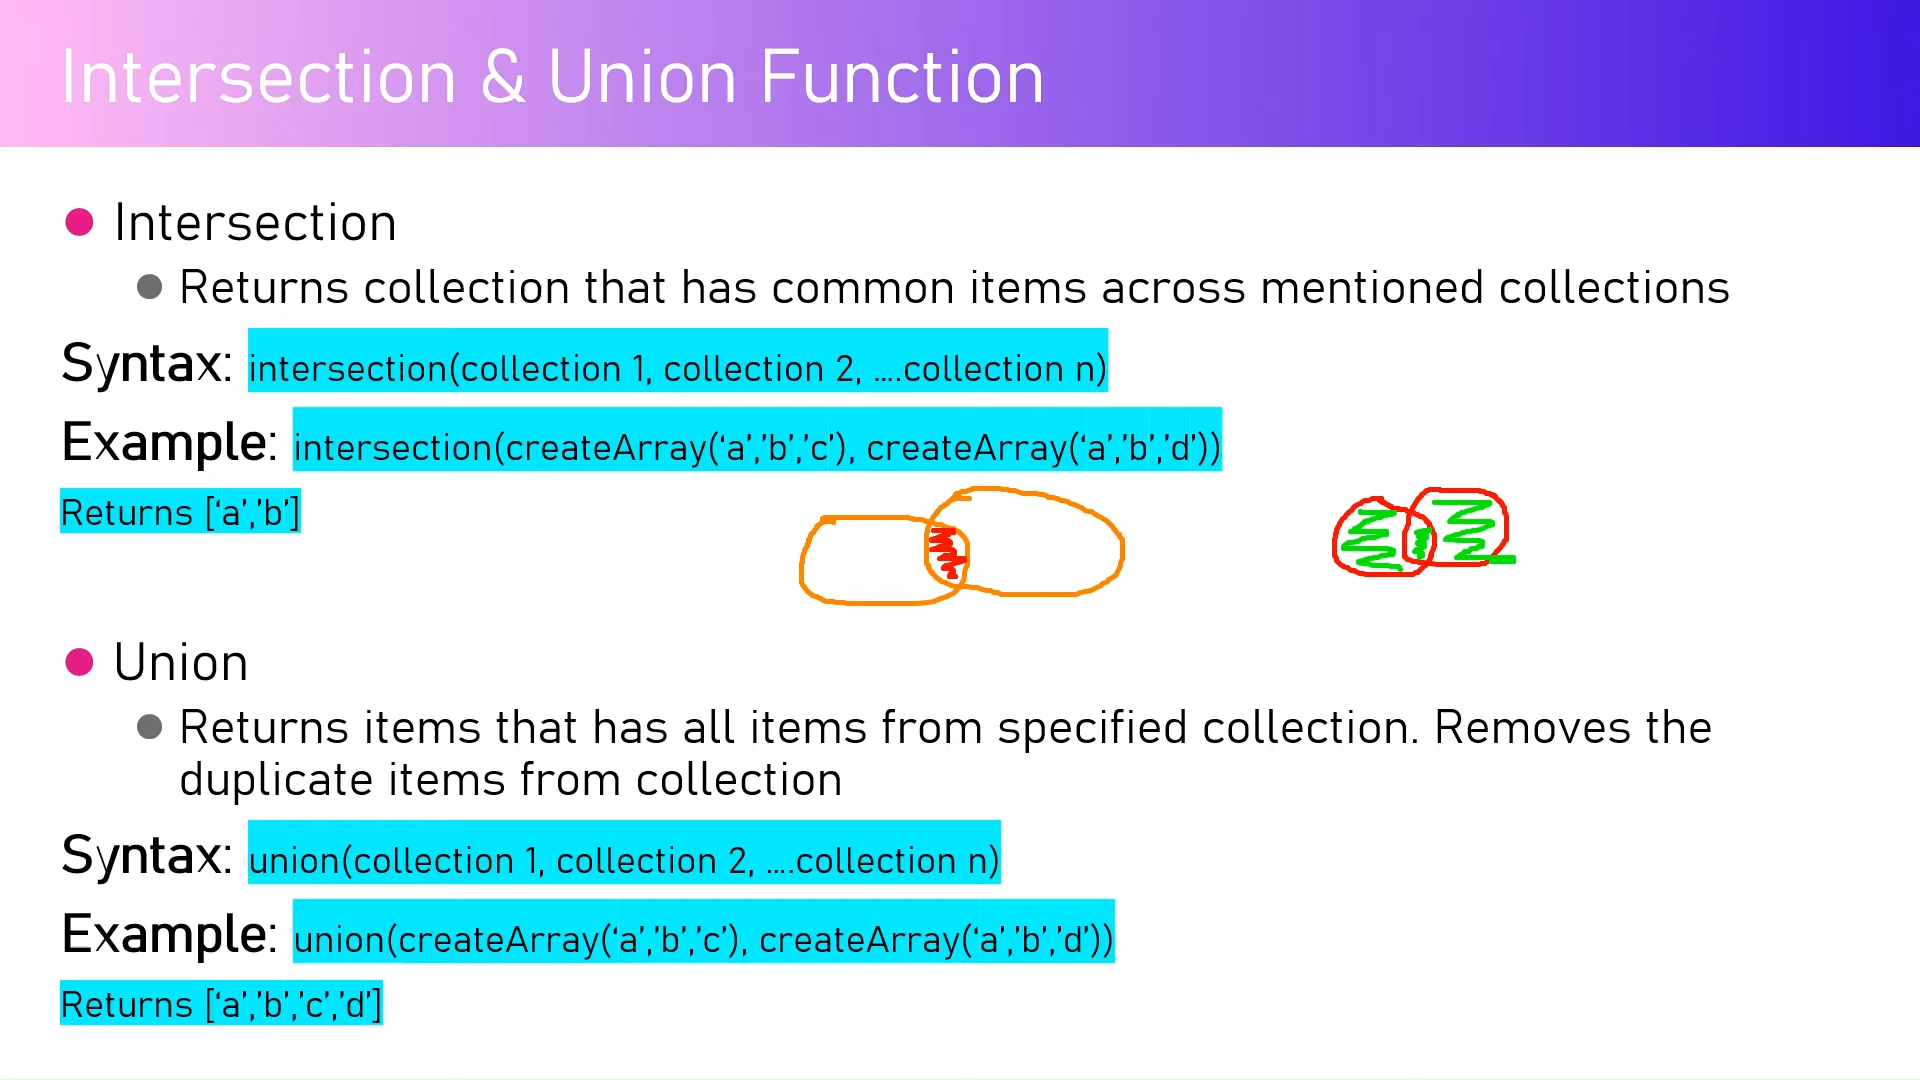 Intersection & Union Function
Intersection
Returns collection that has common items across mentioned collections
Syntax: intersection(collection 1, collection 2, ....collection n)
Example: intersection(createArray(‘a’,’b’,’c’), createArray(‘a’,’b’,’d’))
Returns [‘a’,’b’]
Union
Returns items that has all items from specified collection. Removes the
duplicate items from collection
Syntax: union(collection 1, collection 2, ....collection n)
Example: union(createArray(‘a’,’b’,’c’), createArray(‘a’,’b’,’d’))
Returns [‘a’,’b’,’c’,’d’]